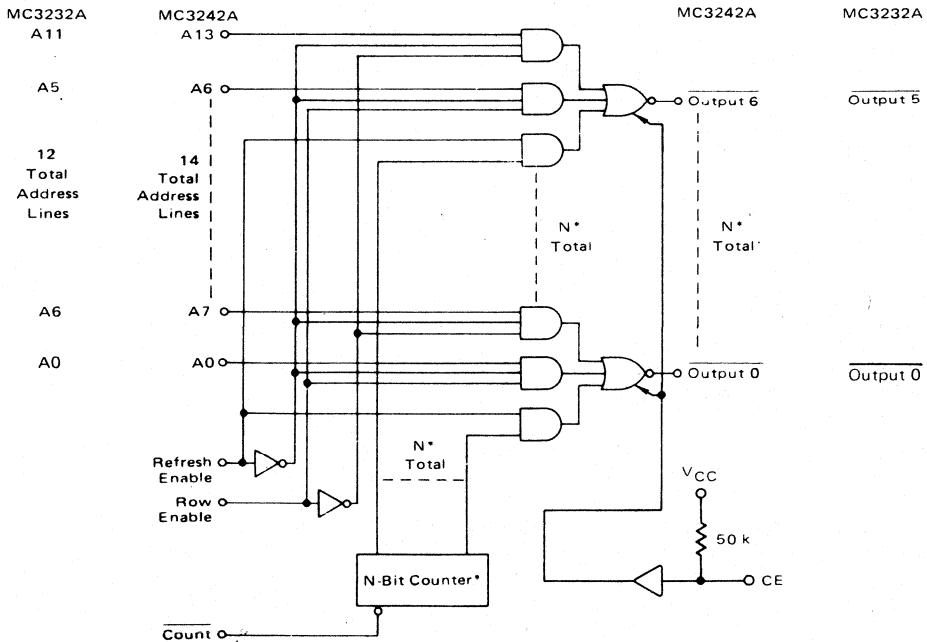 MC3232A MC3242A MC3242A MC3232A
A11 A13
A5 A6 Output 6 Output 5
12 Total Address Lines
14 Total Address Lines
N* Total
N* Total
A6 A7
A0 A0 Output 0 Output 0
N* Total
Refresh Enable
Row Enable
VCC
50 k
N-Bit Counter*
CE
Count